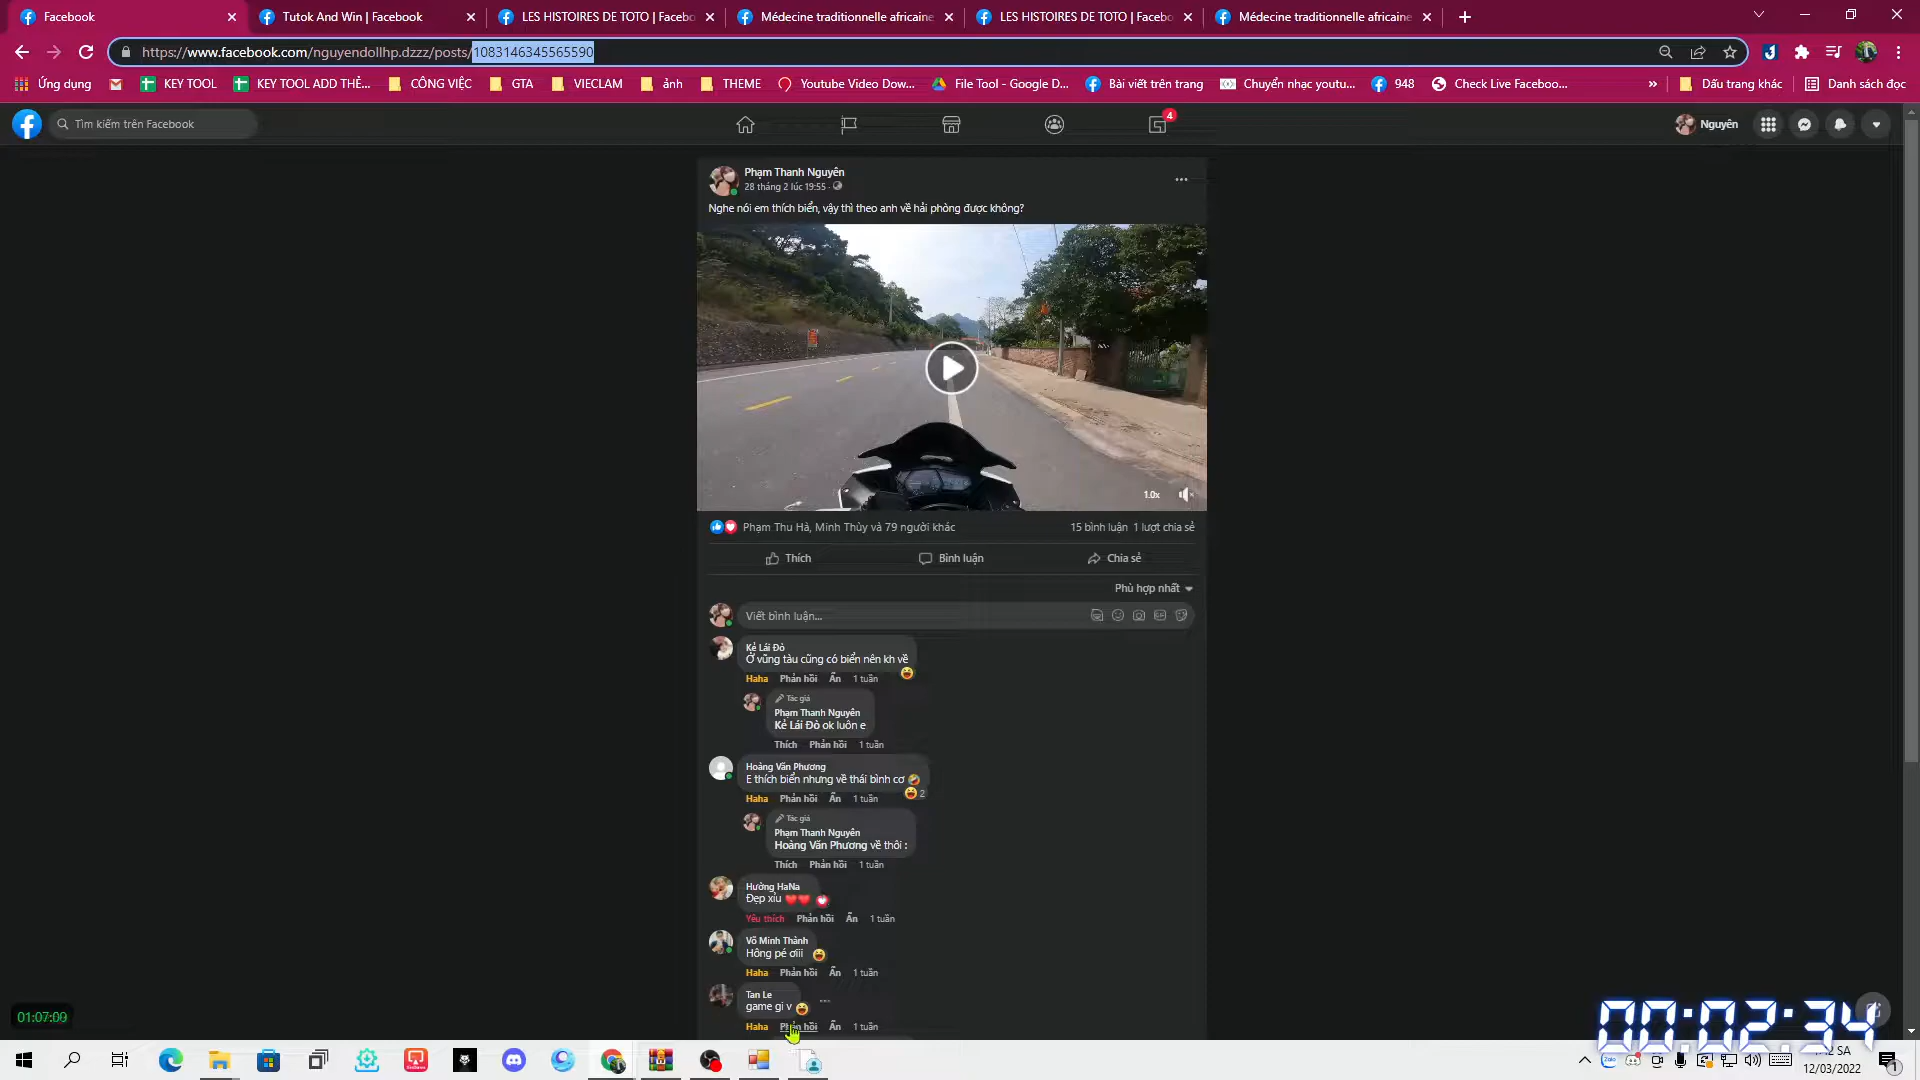 Facebook
Tutok And Win | Facebook
LES HISTOIRES DE TOTO | Facebo
Médecine traditionnelle africaine
LES HISTOIRES DE TOTO | Facebo
Médecine traditionnelle africaine
https://www.facebook.com/nguyendollhp.dzzz/posts/1083146345565590
Ứng dụng
KEY TOOL
KEY TOOL ADD THẺ...
CÔNG VIỆC
GTA
VIECLAM
ảnh
THEME
Youtube Video Dow...
File Tool - Google D...
Bài viết trên trang
Chuyển nhạc youtu...
948
Check Live Faceboo...
»
Dấu trang khác
Danh sách đọc
Tìm kiếm trên Facebook
4
Nguyên
Phạm Thanh Nguyên
28 tháng 2 lúc 19:55 ·
Nghe nói em thích biển, vậy thì theo anh về hải phòng được không?
1.0x
Phạm Thu Hà, Minh Thùy và 79 người khác
15 bình luận 1 lượt chia sẻ
Thích
Bình luận
Chia sẻ
Phù hợp nhất
Viết bình luận...
Kẻ Lái Đò
Ở vũng tàu cũng có biển nên kh về
Haha Phản hồi Ẩn 1 tuần
Tác giả
Phạm Thanh Nguyên
Kẻ Lái Đò ok luôn e
Thích Phản hồi 1 tuần
Hoàng Văn Phương
E thích biển nhưng về thái bình cơ 🤣
2
Haha Phản hồi Ẩn 1 tuần
Tác giả
Phạm Thanh Nguyên
Hoàng Văn Phương về thôi :
Thích Phản hồi 1 tuần
Hường HaNa
Đẹp xỉu ❤️❤️
Yêu thích Phản hồi Ẩn 1 tuần
Võ Minh Thành
Hông pé ơiii
Haha Phản hồi Ẩn 1 tuần
Tan Le
game gi v
Haha Phản hồi Ẩn 1 tuần
01:07:09
00:02:34
12/03/2022
1